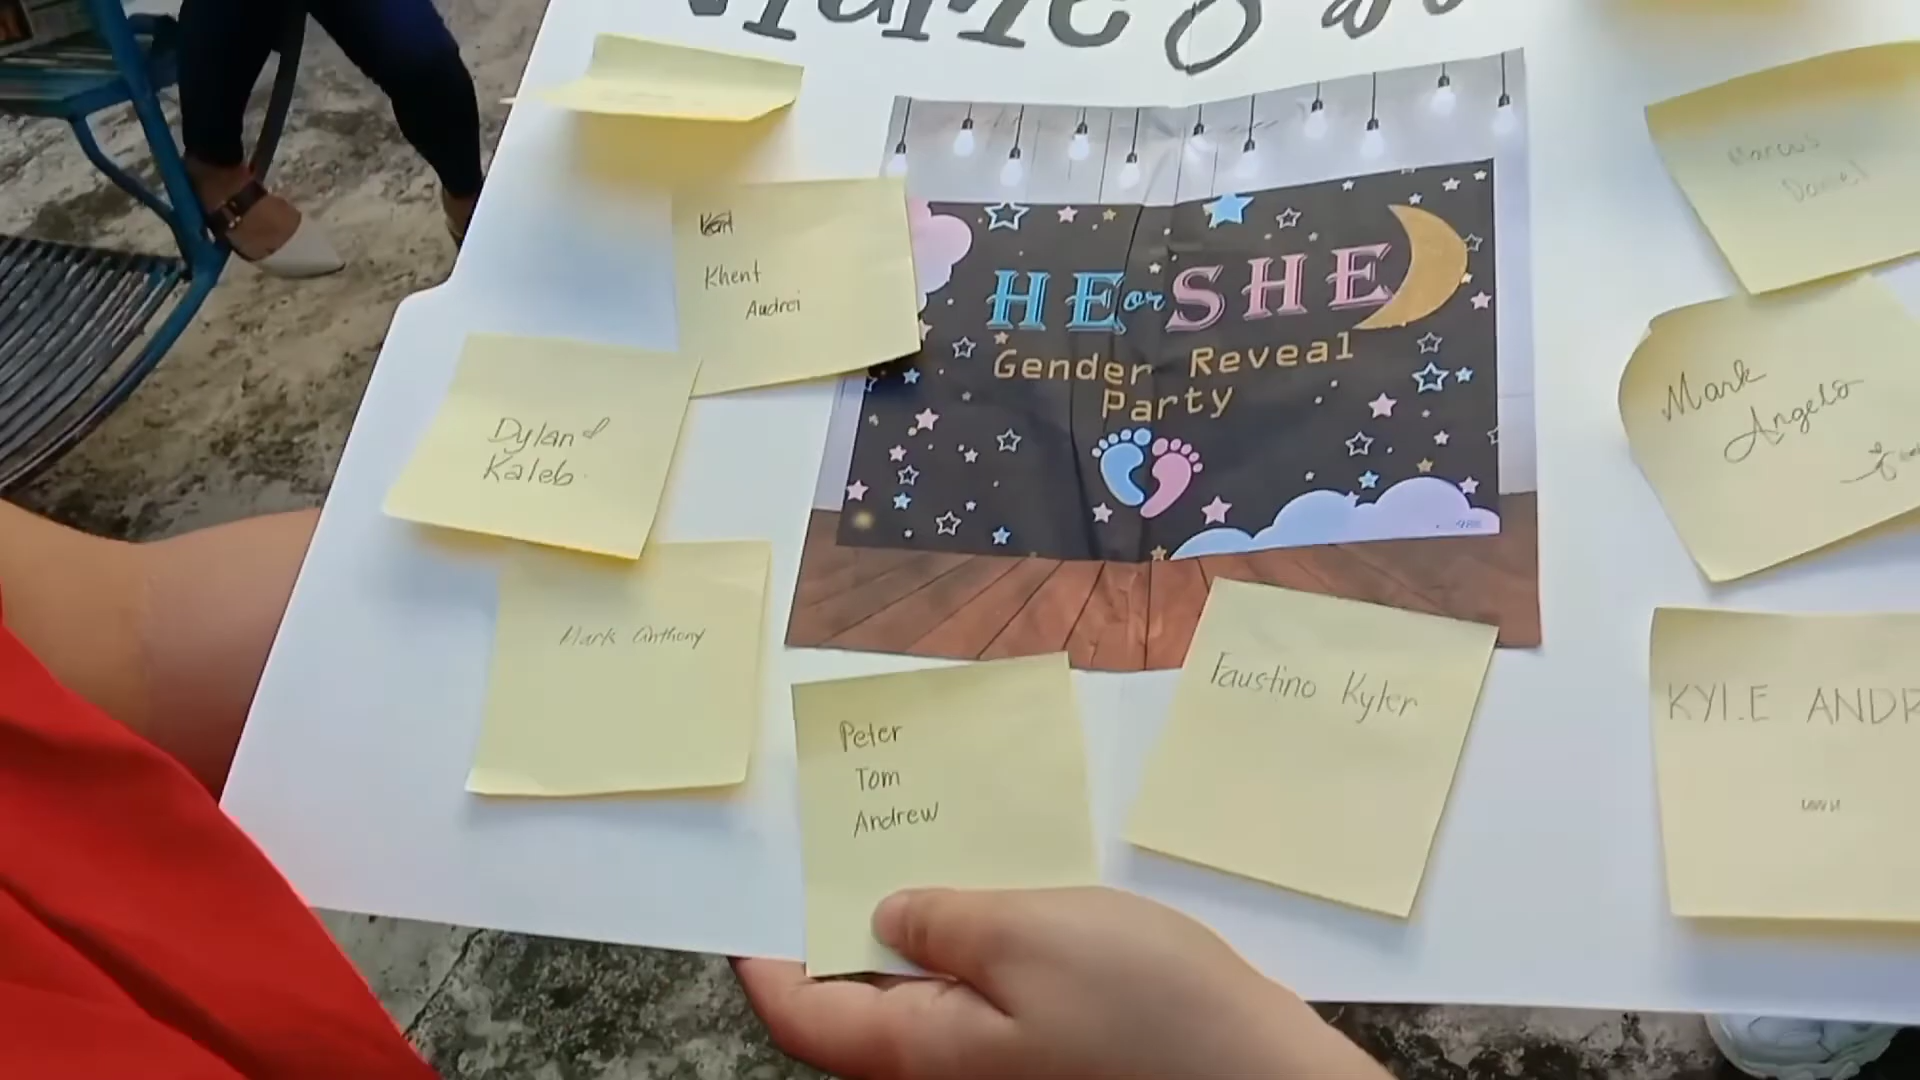 Khent
Audrei
HE or SHE
Gender Reveal
Party
Marcus
Daniel
Dylan
Kaleb
Mark
Angelo
Mark Anthony
Peter
Tom
Andrew
Faustino Kyler
KYLE ANDR